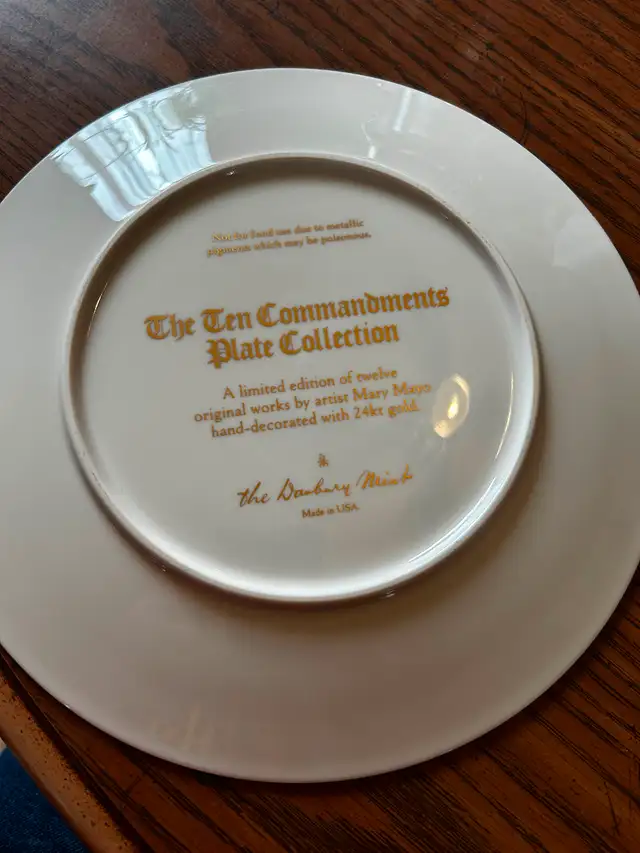 Not for food use due to metallic
pigments which may be poisonous.
The Ten Commandments
Plate Collection
A limited edition of twelve
original works by artist Mary Mayo
hand-decorated with 24kt gold.
the Danbury Mint
Made in USA